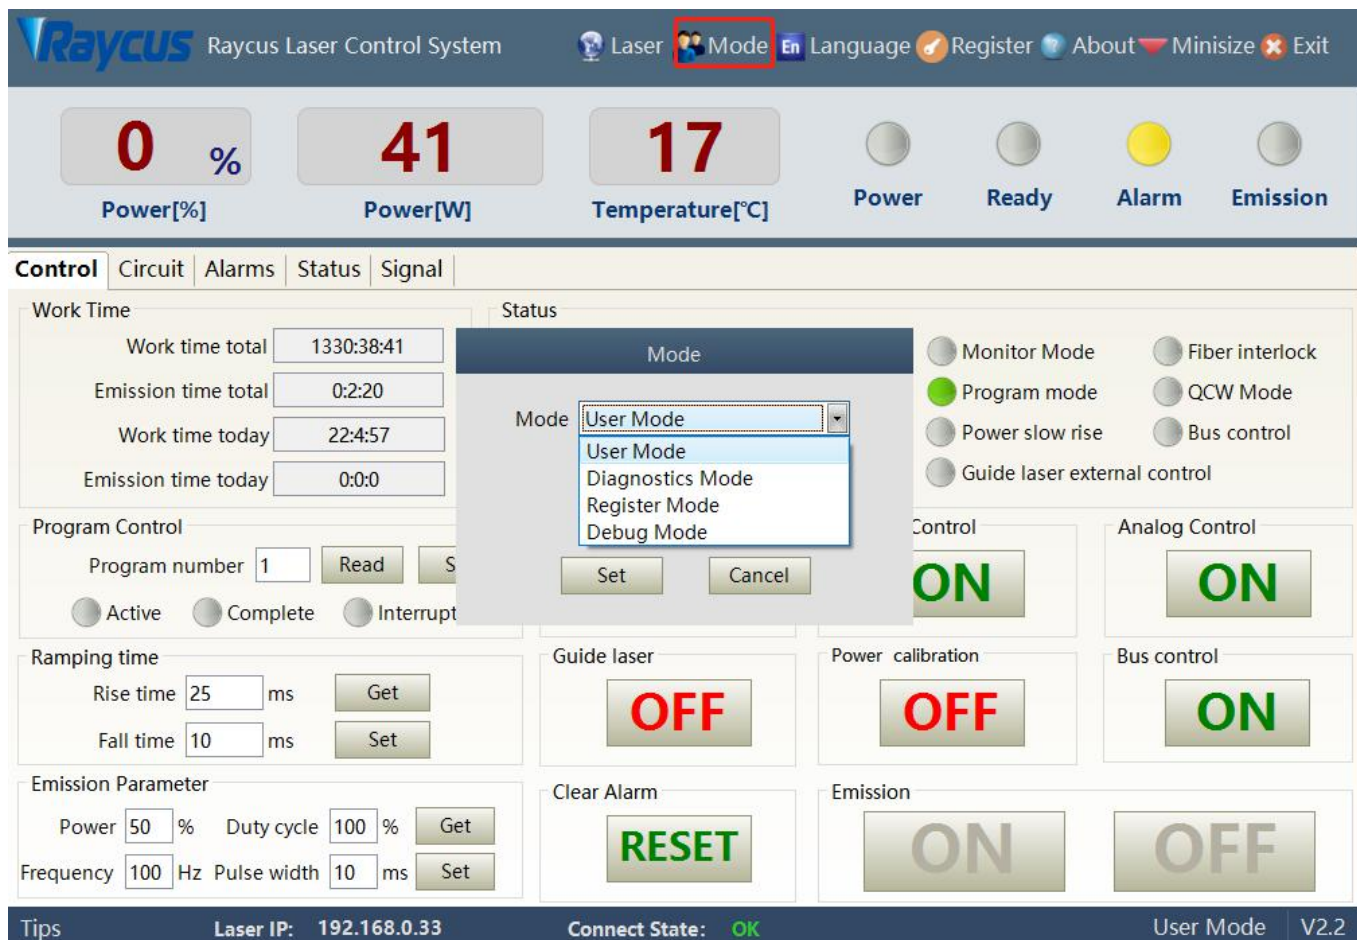 Raycus Raycus Laser Control System Laser Mode En Language Register About Minisize Exit
0 % 41 17
Power[%] Power[W] Temperature[℃] Power Ready Alarm Emission
Control Circuit Alarms Status Signal
Work Time
Work time total 1330:38:41
Emission time total 0:2:20
Work time today 22:4:57
Emission time today 0:0:0
Status
Monitor Mode Fiber interlock
Program mode QCW Mode
Power slow rise Bus control
Guide laser external control
Mode
Mode User Mode
User Mode
Diagnostics Mode
Register Mode
Debug Mode
Set Cancel
Program Control
Program number 1 Read S
Active Complete Interrupt
Control
ON
Analog Control
ON
Ramping time
Rise time 25 ms Get
Fall time 10 ms Set
Guide laser
OFF
Power calibration
OFF
Bus control
ON
Emission Parameter
Power 50 % Duty cycle 100 % Get
Frequency 100 Hz Pulse width 10 ms Set
Clear Alarm
RESET
Emission
ON OFF
Tips Laser IP: 192.168.0.33 Connect State: OK User Mode V2.2